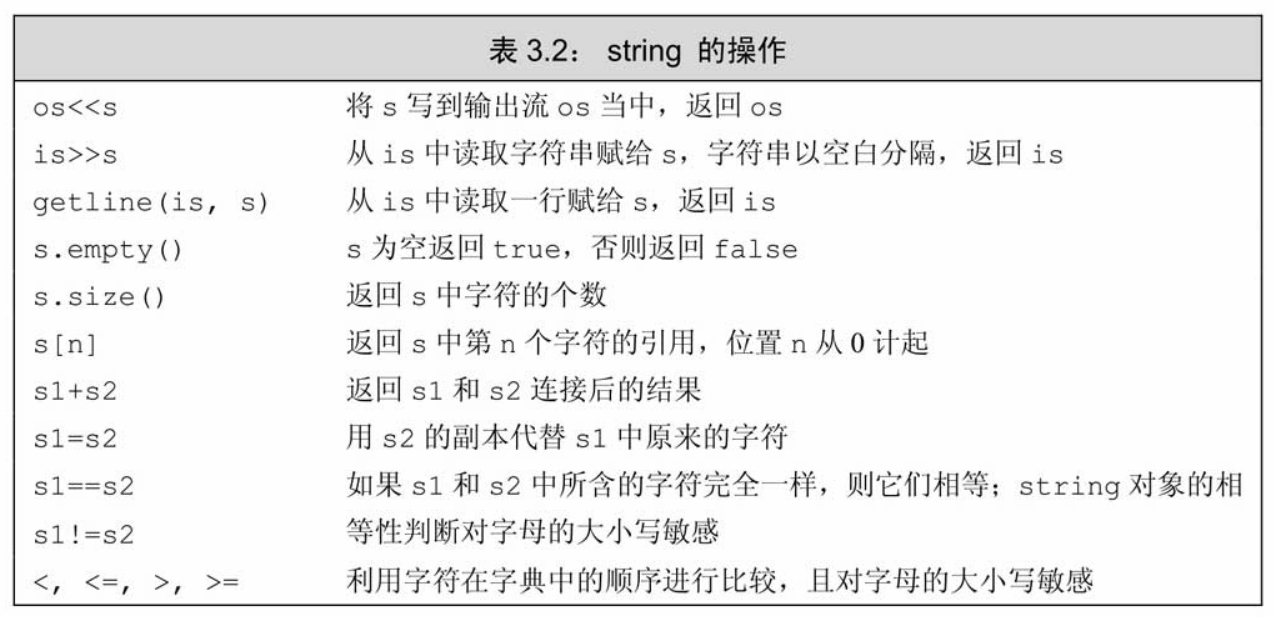 表 3.2： string 的操作
os<<s 将 s 写到输出流 os 当中，返回 os
is>>s 从 is 中读取字符串赋给 s，字符串以空白分隔，返回 is
getline(is, s) 从 is 中读取一行赋给 s，返回 is
s.empty() s 为空返回 true，否则返回 false
s.size() 返回 s 中字符的个数
s[n] 返回 s 中第 n 个字符的引用，位置 n 从 0 计起
s1+s2 返回 s1 和 s2 连接后的结果
s1=s2 用 s2 的副本代替 s1 中原来的字符
s1==s2 如果 s1 和 s2 中所含的字符完全一样，则它们相等；string 对象的相
s1!=s2 等性判断对字母的大小写敏感
<, <=, >, >= 利用字符在字典中的顺序进行比较，且对字母的大小写敏感